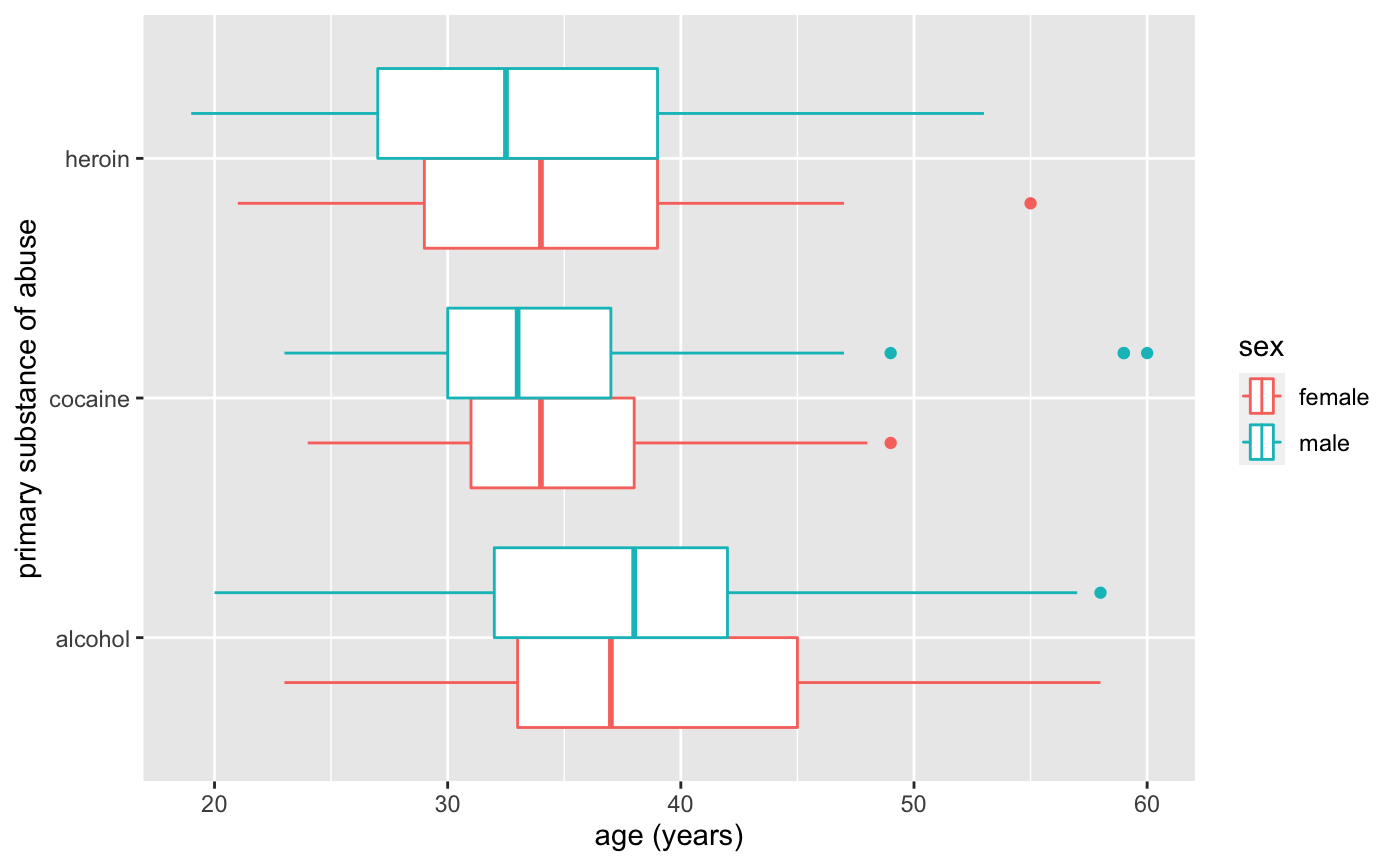 primary substance of abuse
heroin
cocaine
alcohol
20 30 40 50 60
age (years)
sex
female
male